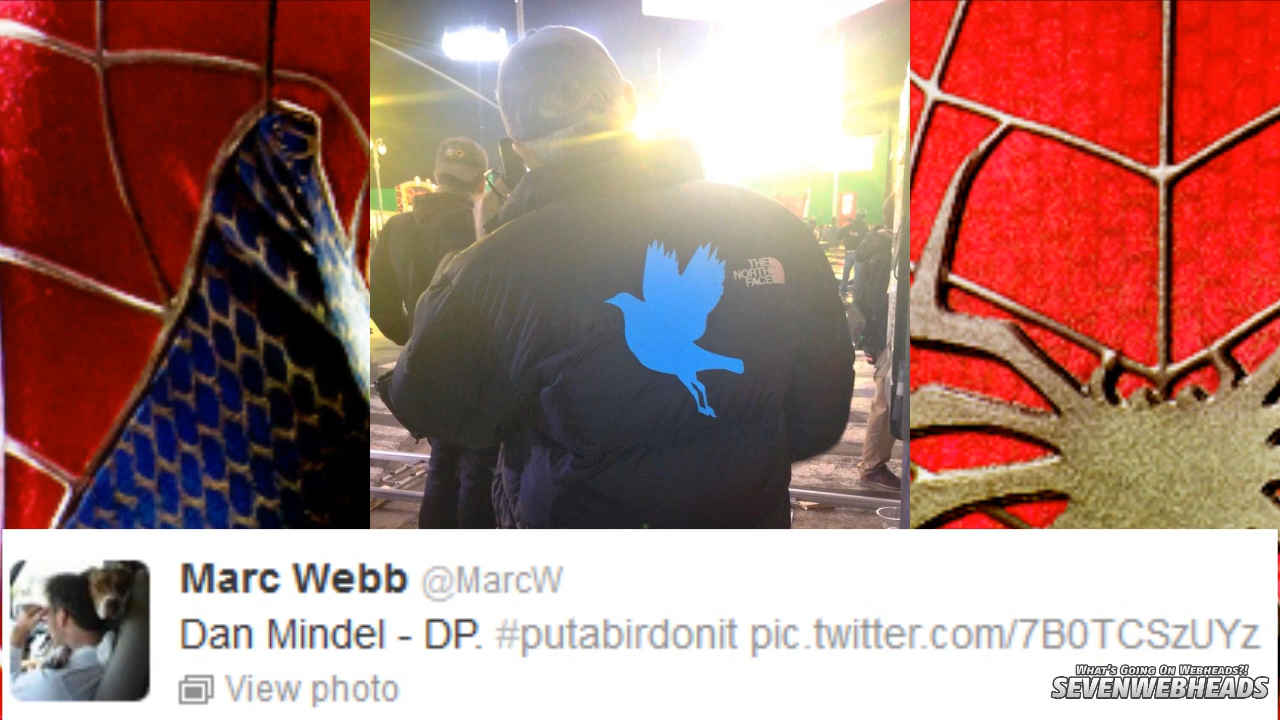 THE
NORTH
FACE
Marc Webb @MarcW
Dan Mindel - DP. #putabirdonit pic.twitter.com/7B0TCSzUYz
View photo
WHAT'S GOING ON WEBHEADS?!
SEVENWEBHEADS